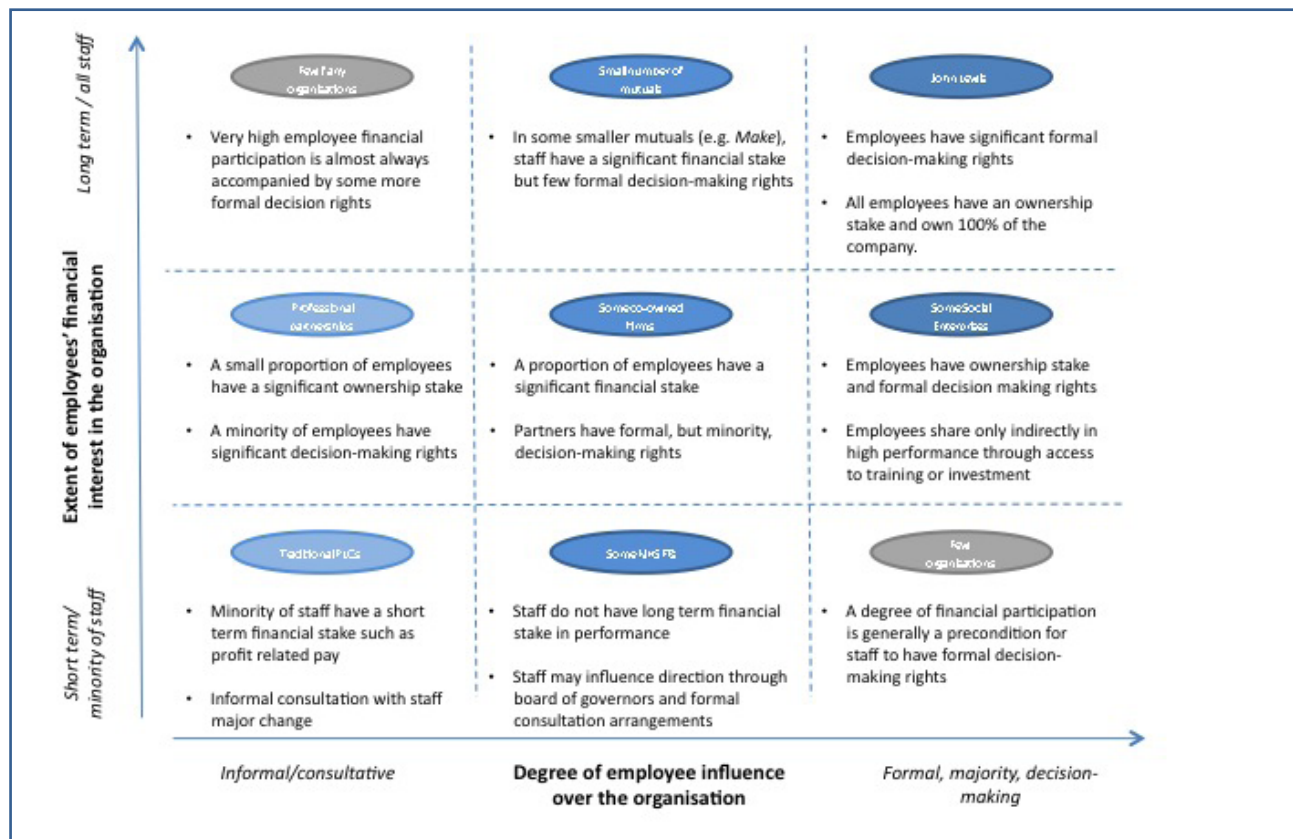 Long term / all staff
Extent of employees' financial
interest in the organisation
Short term/
minority of staff
Few if any
organisations
• Very high employee financial
participation is almost always
accompanied by some more
formal decision rights
Small number of
mutuals
• In some smaller mutuals (e.g. Make),
staff have a significant financial stake
but few formal decision-making rights
John Lewis
• Employees have significant formal
decision-making rights
• All employees have an ownership
stake and own 100% of the
company.
Professional
partnerships
• A small proportion of employees
have a significant ownership stake
• A minority of employees have
significant decision-making rights
Some co-owned
Firms
• A proportion of employees have a
significant financial stake
• Partners have formal, but minority,
decision-making rights
Some Social
Enterprises
• Employees have ownership stake
and formal decision making rights
• Employees share only indirectly in
high performance through access
to training or investment
Traditional PLCs
• Minority of staff have a short
term financial stake such as
profit related pay
• Informal consultation with staff
major change
Some NHS FTs
• Staff do not have long term financial
stake in performance
• Staff may influence direction through
board of governors and formal
consultation arrangements
Few
organisations
• A degree of financial participation
is generally a precondition for
staff to have formal decision-
making rights
Informal/consultative
Degree of employee influence
over the organisation
Formal, majority, decision-
making